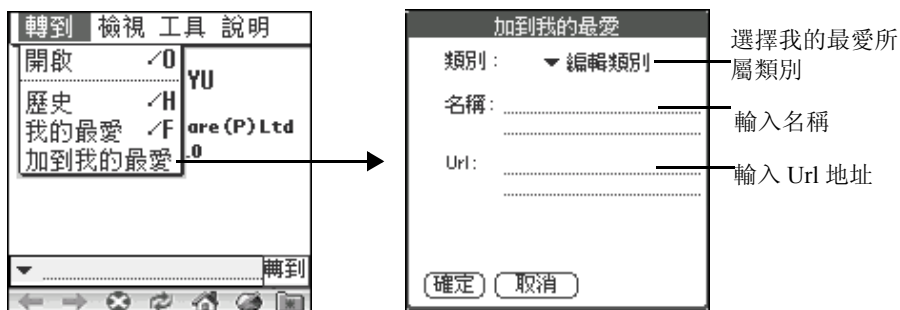 轉到 檢視 工具 說明
開啟 ⁄O
歷史 ⁄H
我的最愛 ⁄F
加到我的最愛
YU
are(P)Ltd
.0
轉到
加到我的最愛
類別: 編輯類別
名稱:
Url:
確定 取消
選擇我的最愛所
屬類別
輸入名稱
輸入 Url 地址